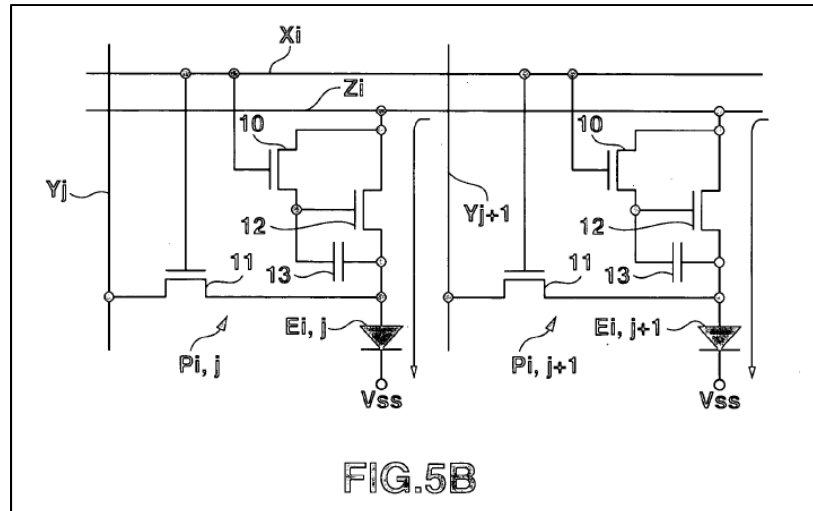 Xi
Zi
10
10
Yj
Yj+1
12
12
11
13
11
13
Ei, j
Ei, j+1
Pi, j
Pi, j+1
Vss
Vss
FIG.5B